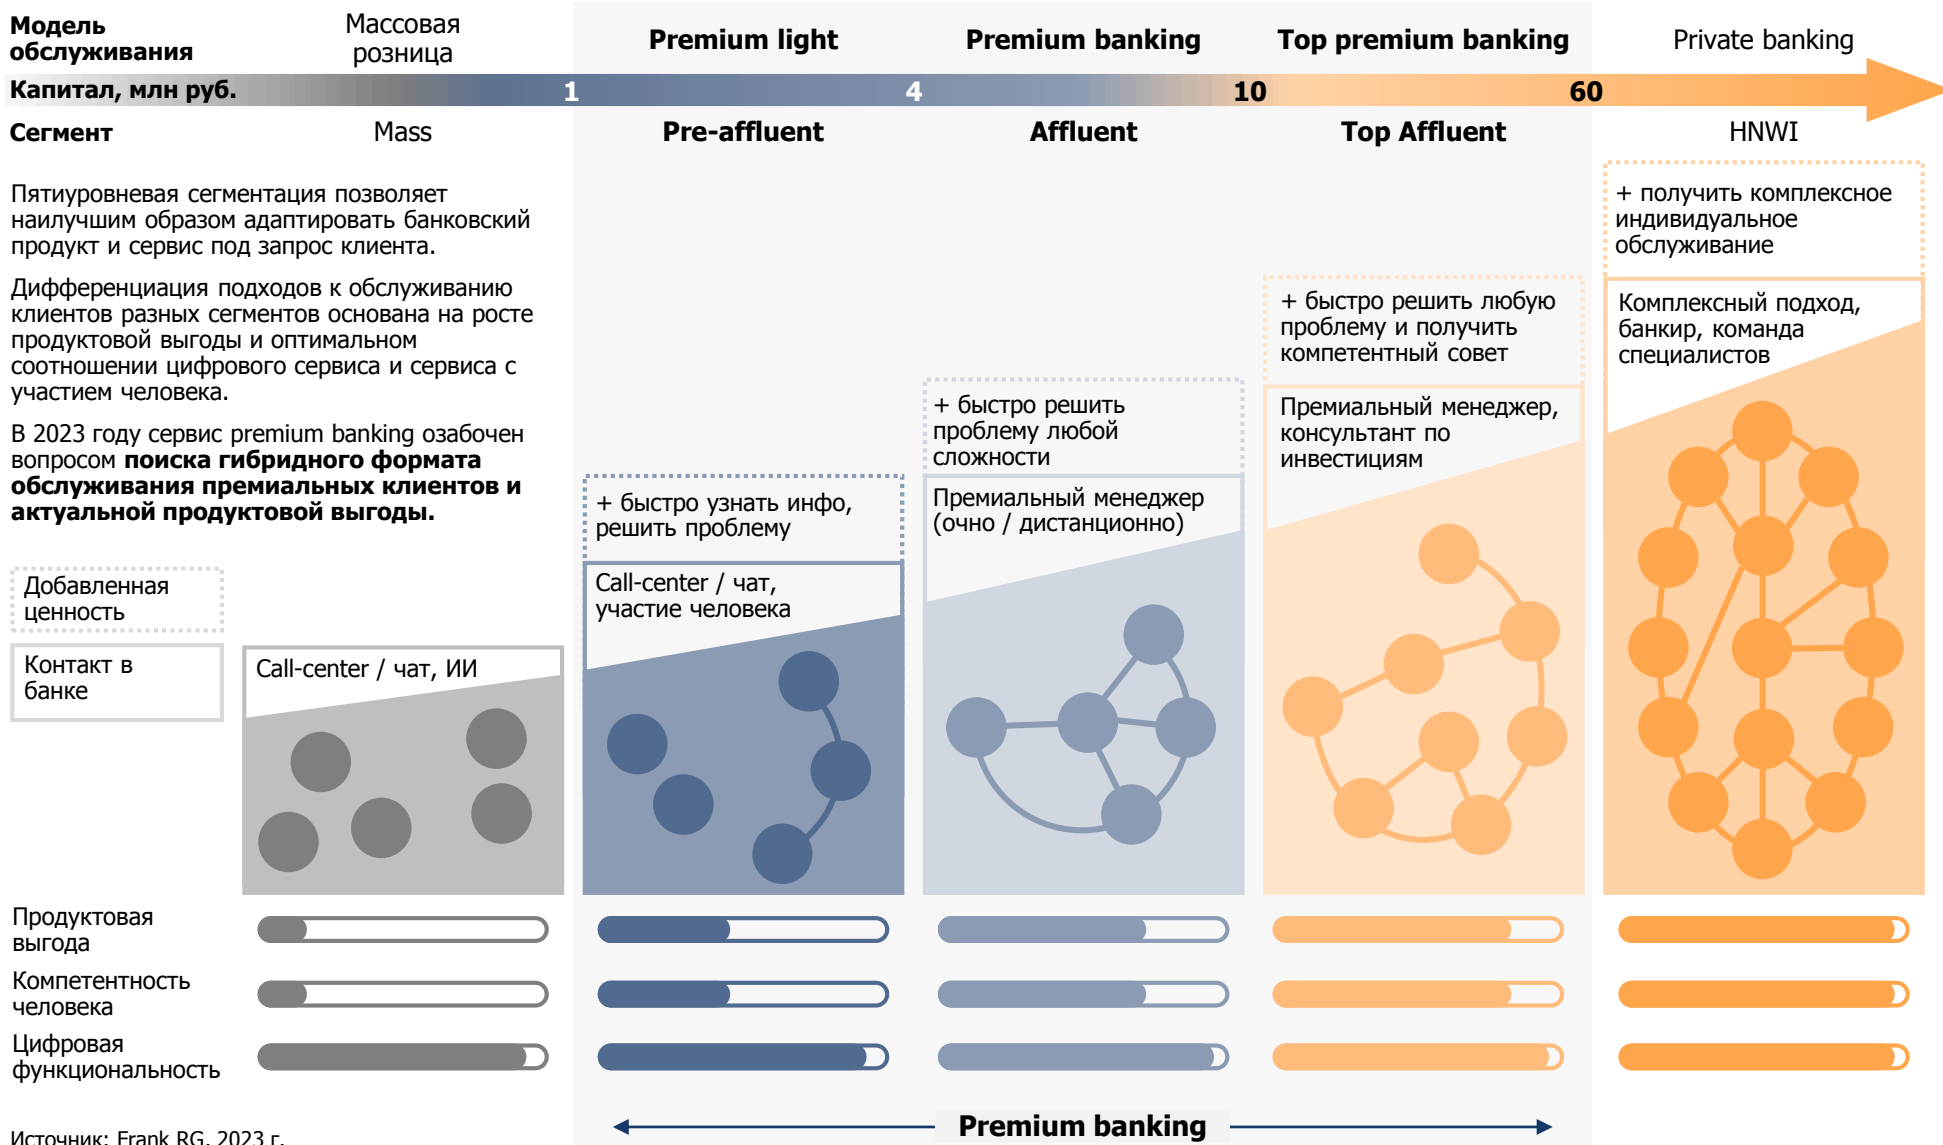 Модель
обслуживания
Массовая
розница
Premium light
Premium banking
Top premium banking
Private banking
Капитал, млн руб.
1
4
10
60
Сегмент
Mass
Pre-affluent
Affluent
Top Affluent
HNWI
Пятиуровневая сегментация позволяет
наилучшим образом адаптировать банковский
продукт и сервис под запрос клиента.
Дифференциация подходов к обслуживанию
клиентов разных сегментов основана на росте
продуктовой выгоды и оптимальном
соотношении цифрового сервиса и сервиса с
участием человека.
В 2023 году сервис premium banking озабочен
вопросом поиска гибридного формата
обслуживания премиальных клиентов и
актуальной продуктовой выгоды.
Добавленная
ценность
Контакт в
банке
Call-center / чат, ИИ
+ быстро узнать инфо,
решить проблему
Call-center / чат,
участие человека
+ быстро решить
проблему любой
сложности
Премиальный менеджер
(очно / дистанционно)
+ быстро решить любую
проблему и получить
компетентный совет
Премиальный менеджер,
консультант по
инвестициям
+ получить комплексное
индивидуальное
обслуживание
Комплексный подход,
банкир, команда
специалистов
Продуктовая
выгода
Компетентность
человека
Цифровая
функциональность
Premium banking
Источник: Frank RG, 2023 г.